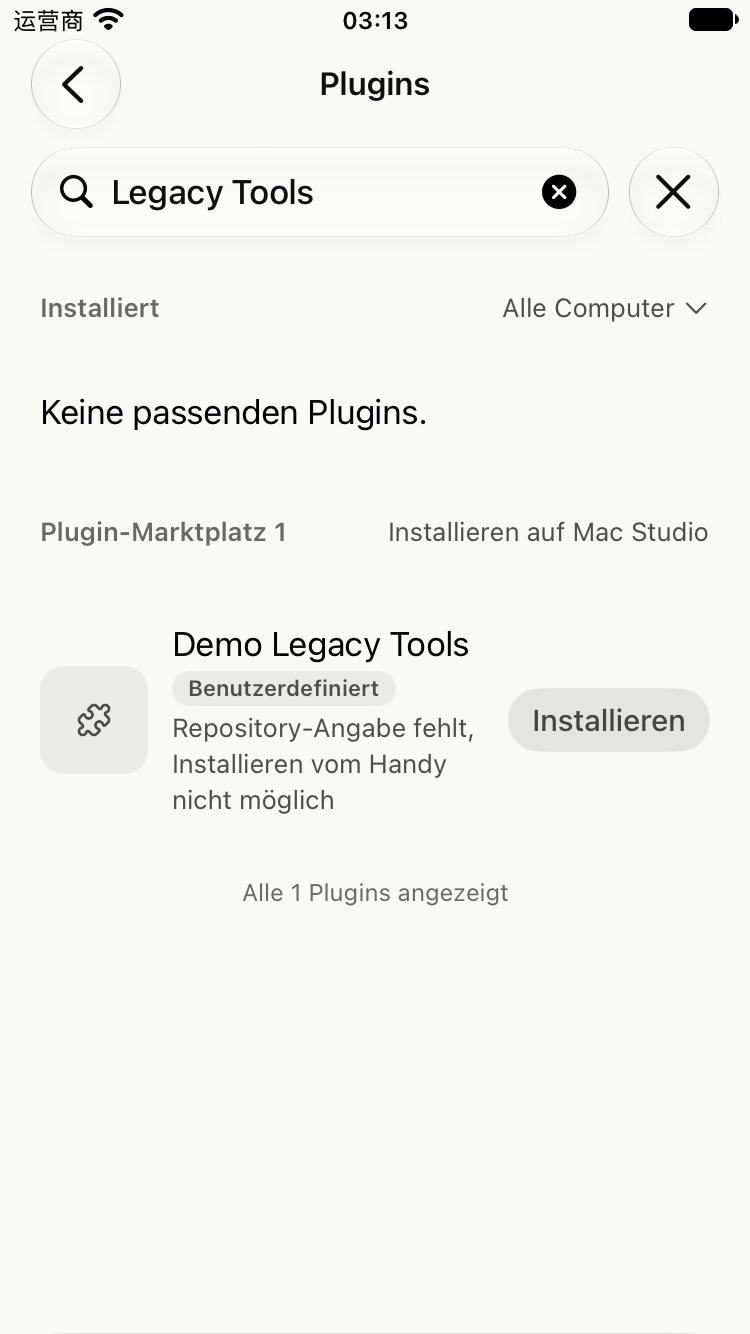 运营商 03:13
Plugins
Legacy Tools
Installiert Alle Computer
Keine passenden Plugins.
Plugin-Marktplatz 1 Installieren auf Mac Studio
Demo Legacy Tools
Benutzerdefiniert
Repository-Angabe fehlt,
Installieren vom Handy
nicht möglich
Installieren
Alle 1 Plugins angezeigt